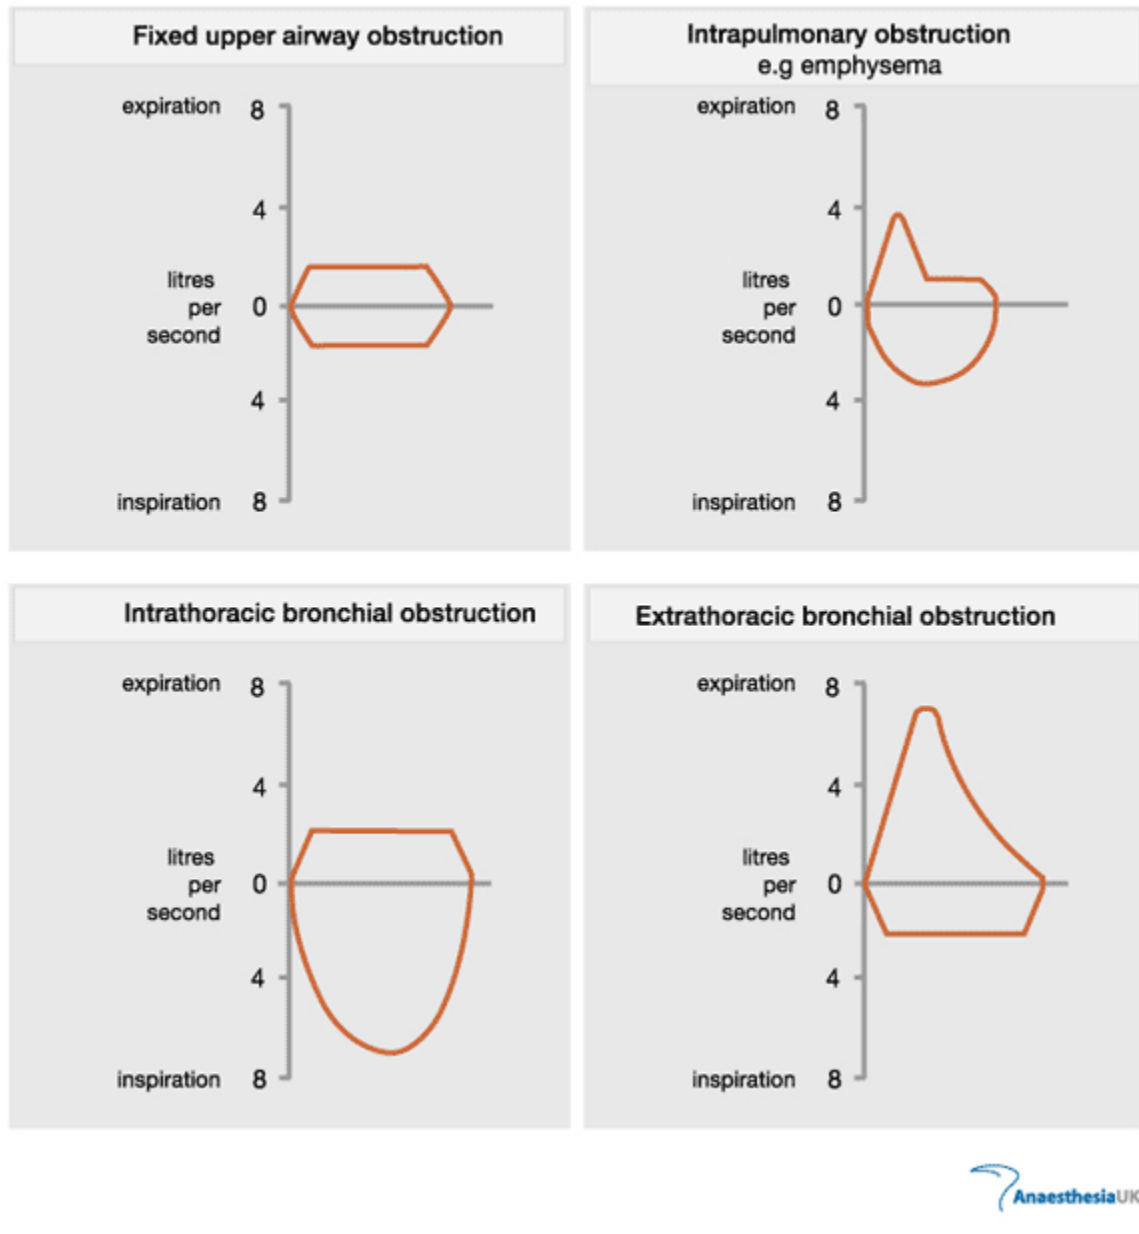 Fixed upper airway obstruction
expiration 8
4
litres
per 0
second
4
inspiration 8
Intrapulmonary obstruction
e.g emphysema
expiration 8
4
litres
per 0
second
4
inspiration 8
Intrathoracic bronchial obstruction
expiration 8
4
litres
per 0
second
4
inspiration 8
Extrathoracic bronchial obstruction
expiration 8
4
litres
per 0
second
4
inspiration 8
AnaesthesiaUK